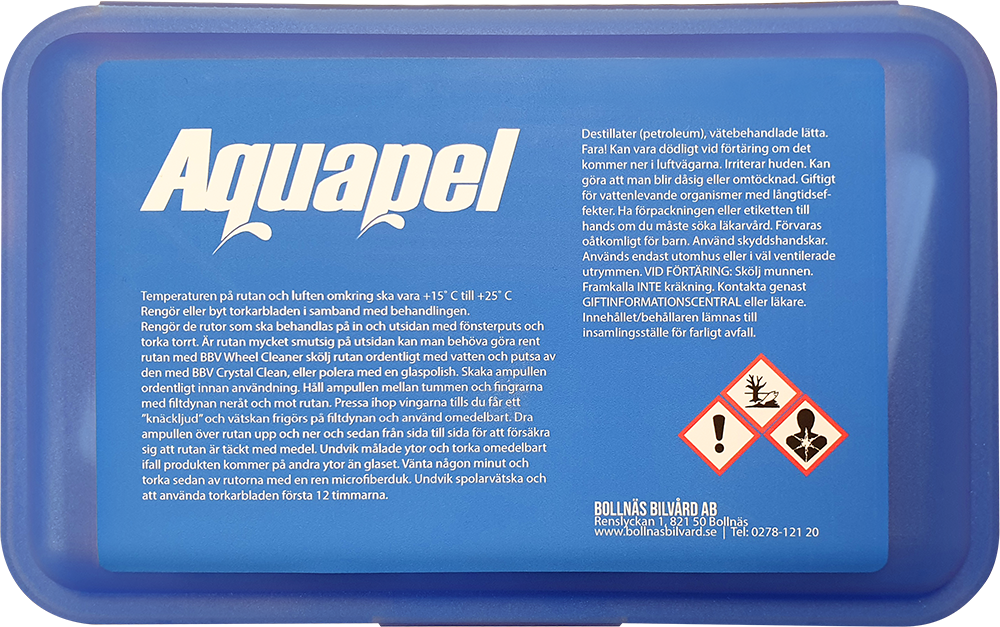 Aquapel
Temperaturen på rutan och luften omkring ska vara +15° C till +25° C
Rengör eller byt torkarbladen i samband med behandlingen.
Rengör de rutor som ska behandlas på in och utsidan med fönsterputs och
torka torrt. Är rutan mycket smutsig på utsidan kan man behöva göra rent
rutan med BBV Wheel Cleaner skölj rutan ordentligt med vatten och putsa av
den med BBV Crystal Clean, eller polera med en glaspolish. Skaka ampullen
ordentligt innan användning. Håll ampullen mellan tummen och fingrarna
med filtdynan neråt och mot rutan. Pressa ihop vingarna tills du får ett
"knäckljud" och vätskan frigörs på filtdynan och använd omedelbart. Dra
ampullen över rutan upp och ner och sedan från sida till sida för att försäkra
sig att rutan är täckt med medel. Undvik målade ytor och torka omedelbart
ifall produkten kommer på andra ytor än glaset. Vänta någon minut och
torka sedan av rutorna med en ren microfiberduk. Undvik spolarvätska och
att använda torkarbladen första 12 timmarna.
Destillater (petroleum), vätebehandlade lätta.
Fara! Kan vara dödligt vid förtäring om det
kommer ner i luftvägarna. Irriterar huden. Kan
göra att man blir dåsig eller omtöcknad. Giftigt
för vattenlevande organismer med långtidsef-
fekter. Ha förpackningen eller etiketten till
hands om du måste söka läkarvård. Förvaras
oåtkomligt för barn. Använd skyddshandskar.
Används endast utomhus eller i väl ventilerade
utrymmen. VID FÖRTÄRING: Skölj munnen.
Framkalla INTE kräkning. Kontakta genast
GIFTINFORMATIONSCENTRAL eller läkare.
Innehållet/behållaren lämnas till
insamlingsställe för farligt avfall.
BOLLNÄS BILVÅRD AB
Renslyckan 1, 821 50 Bollnäs
www.bollnasbilvard.se | Tel: 0278-121 20